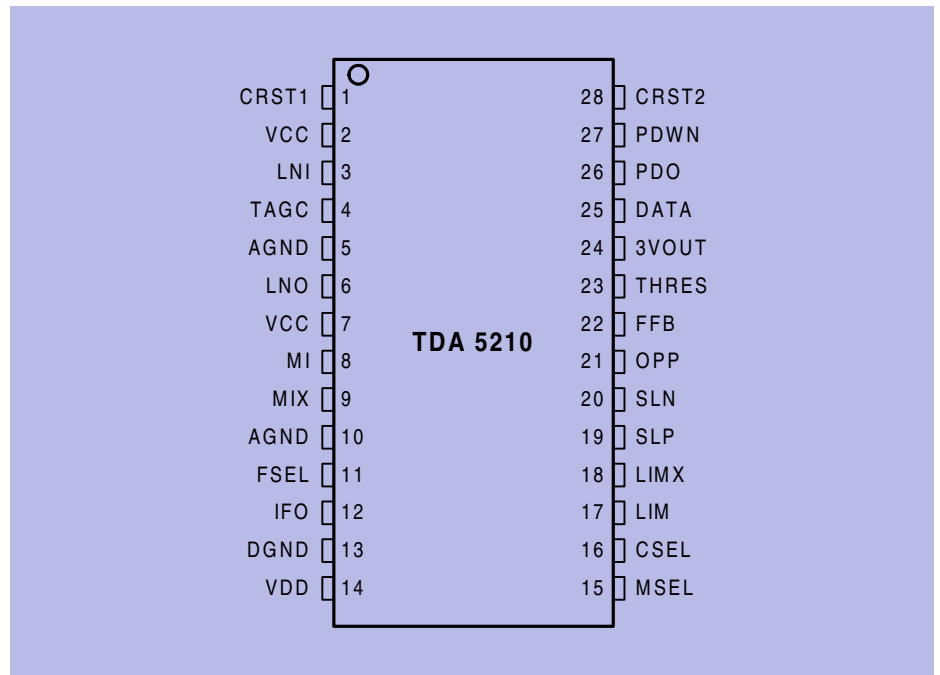 CRST1 1 28 CRST2
VCC 2 27 PDWN
LNI 3 26 PDO
TAGC 4 25 DATA
AGND 5 24 3VOUT
LNO 6 23 THRES
VCC 7 22 FFB
TDA 5210
MI 8 21 OPP
MIX 9 20 SLN
AGND 10 19 SLP
FSEL 11 18 LIMX
IFO 12 17 LIM
DGND 13 16 CSEL
VDD 14 15 MSEL